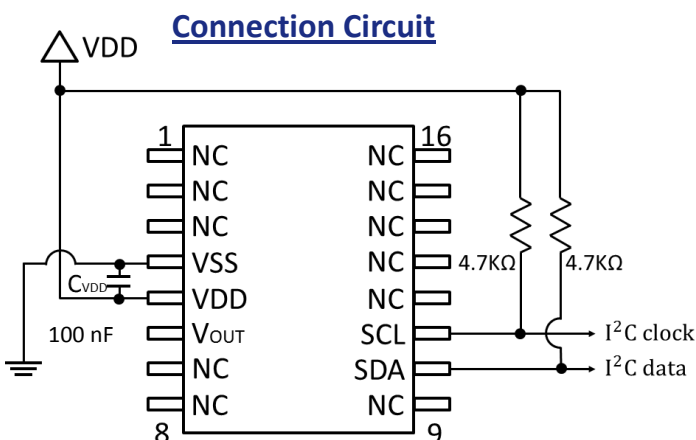 Connection Circuit
VDD
1
16
NC
NC
NC
NC
NC
NC
VSS
NC
4.7KΩ
4.7KΩ
CVDD
VDD
NC
100 nF
VOUT
SCL
I²C clock
NC
SDA
I²C data
NC
NC
8
9